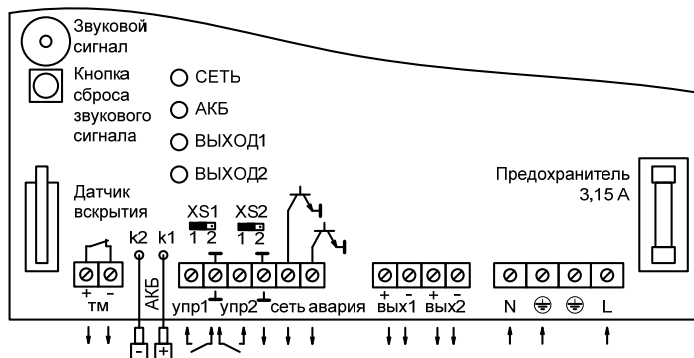 Звуковой
сигнал
Кнопка
сброса
звукового
сигнала
СЕТЬ
АКБ
ВЫХОД1
ВЫХОД2
Предохранитель
3,15 А
Датчик
вскрытия
XS1 XS2
k2 k1 1 2 1 2
+ - + - + -
тм АКБ упр1 упр2 сеть авария вых1 вых2 N L
- +